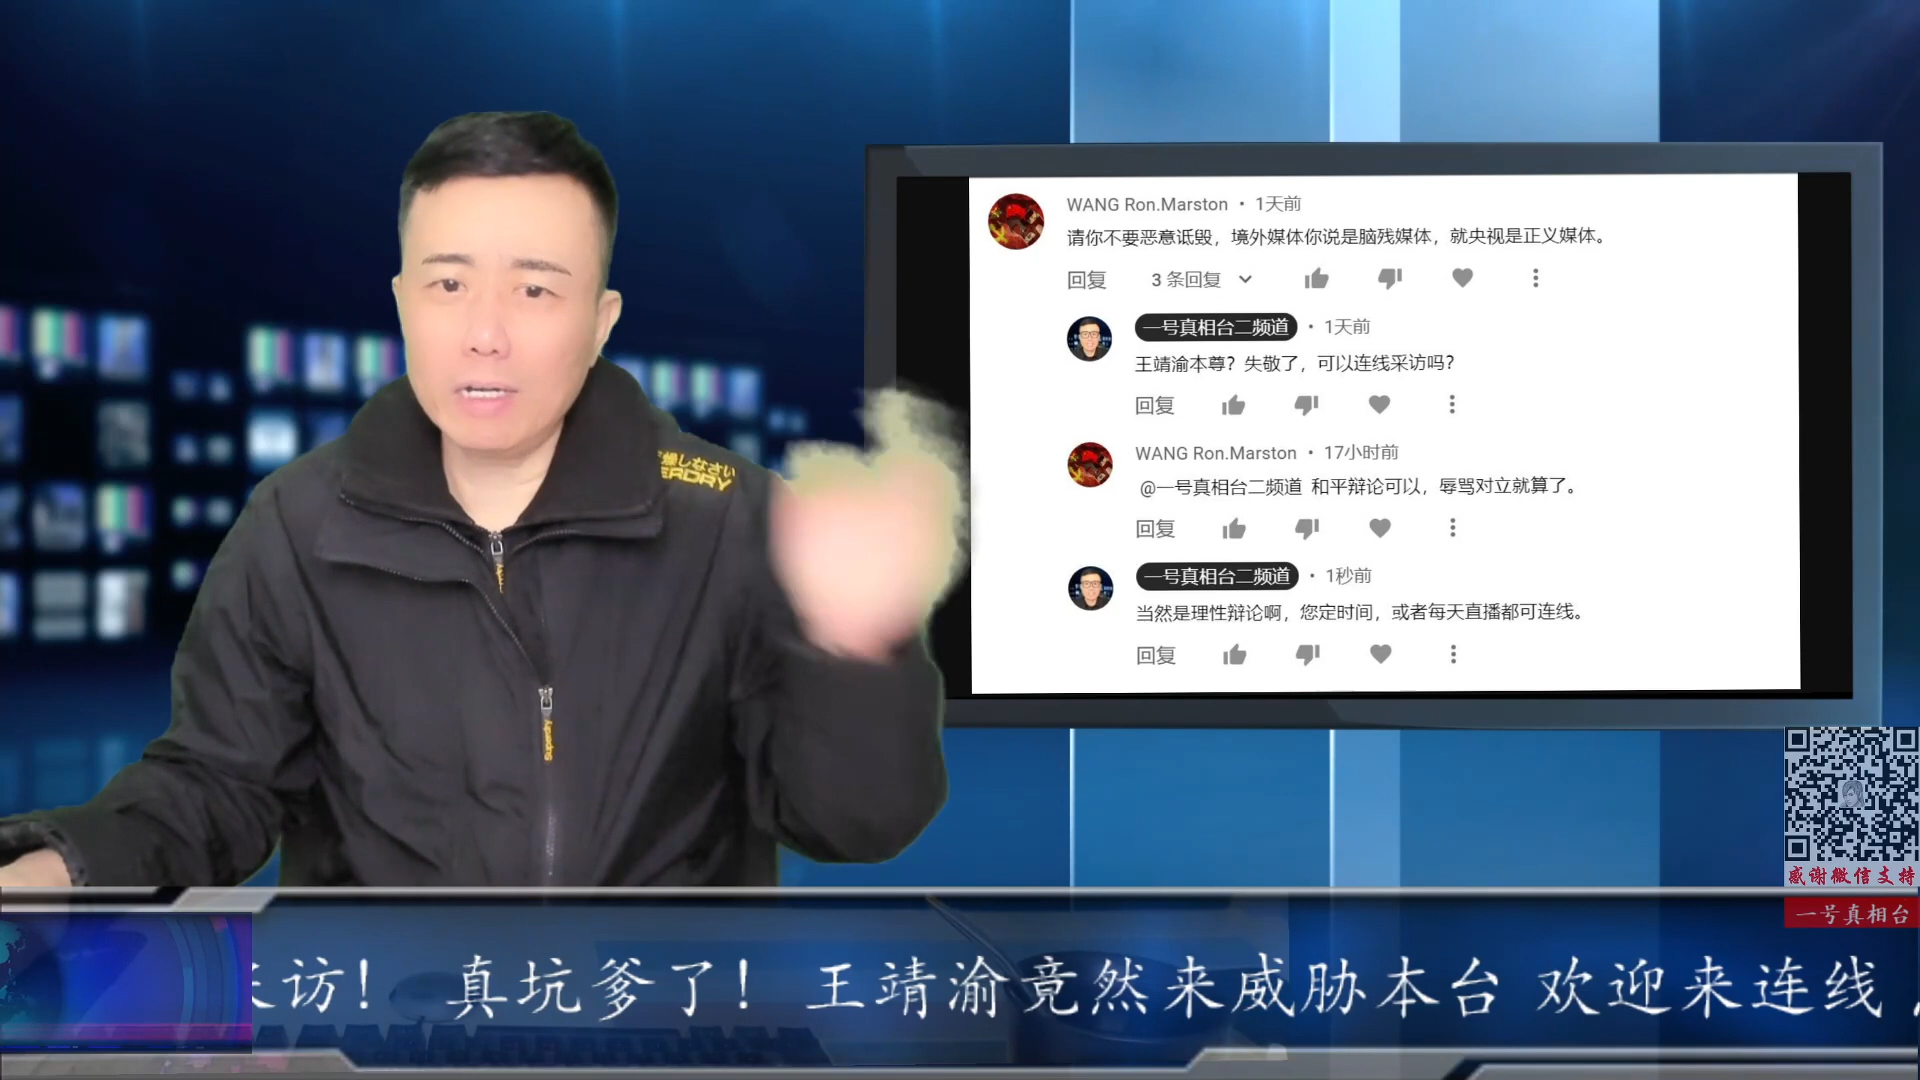 WANG Ron.Marston • 1天前
请你不要恶意诋毁，境外媒体你说是脑残媒体，就央视是正义媒体。
回复 3 条回复
一号真相台二频道 • 1天前
王靖渝本尊？失敬了，可以连线采访吗？
回复
WANG Ron.Marston • 17小时前
@一号真相台二频道 和平辩论可以，辱骂对立就算了。
回复
一号真相台二频道 • 1秒前
当然是理性辩论啊，您定时间，或者每天直播都可连线。
回复
燥しなさい
ERDRY
Superdry
感谢微信支持
一号真相台
访！ 真坑爹了！ 王靖渝竟然来威胁本台 欢迎来连线